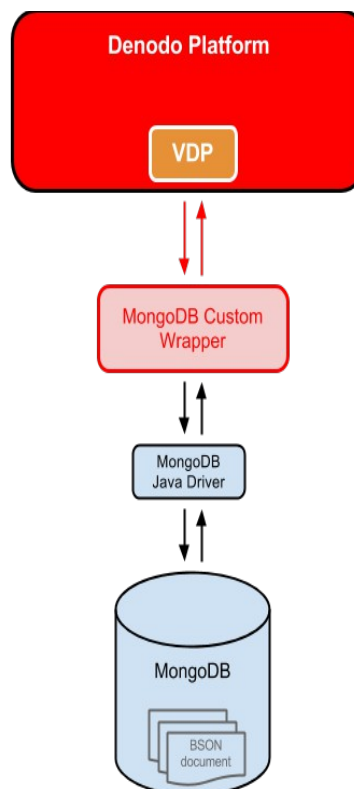 Denodo Platform
VDP
MongoDB Custom
Wrapper
MongoDB
Java Driver
MongoDB
BSON
document